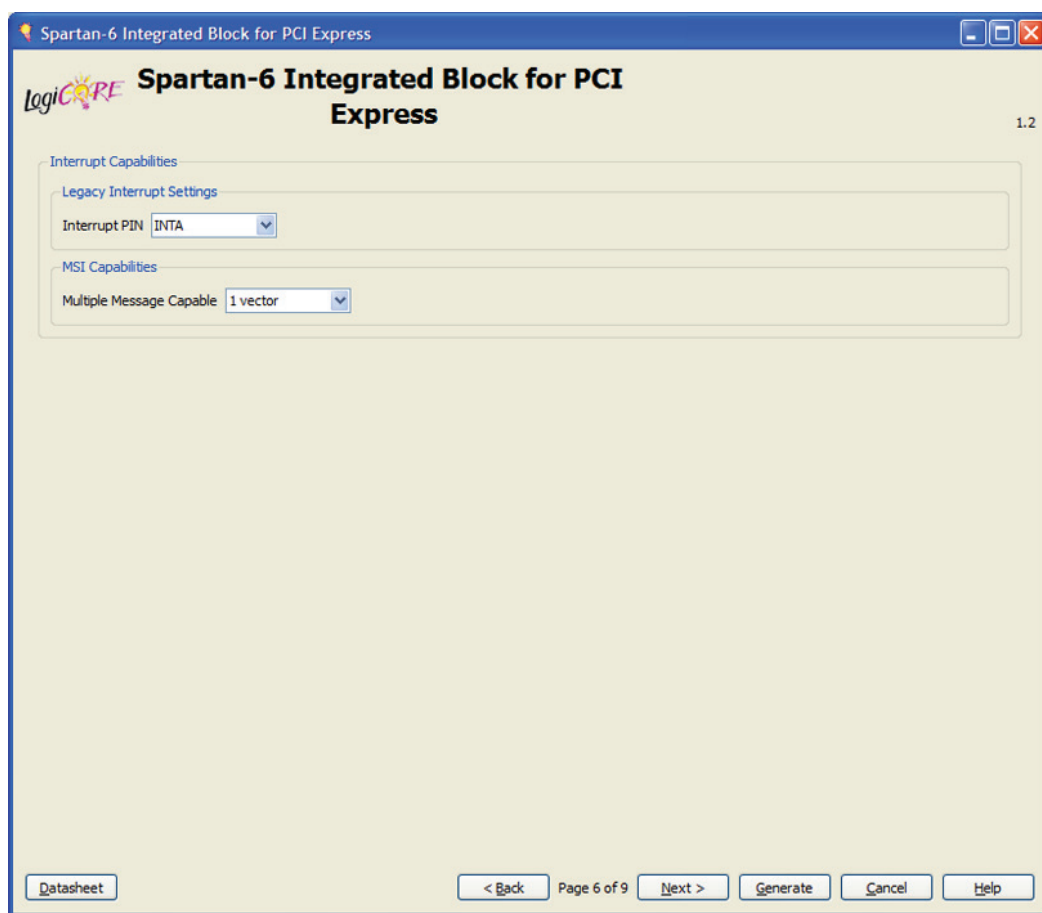 Spartan-6 Integrated Block for PCI Express
LogiCORE
Spartan-6 Integrated Block for PCI
Express
1.2
Interrupt Capabilities
Legacy Interrupt Settings
Interrupt PIN INTA
MSI Capabilities
Multiple Message Capable 1 vector
Datasheet < Back Page 6 of 9 Next > Generate Cancel Help